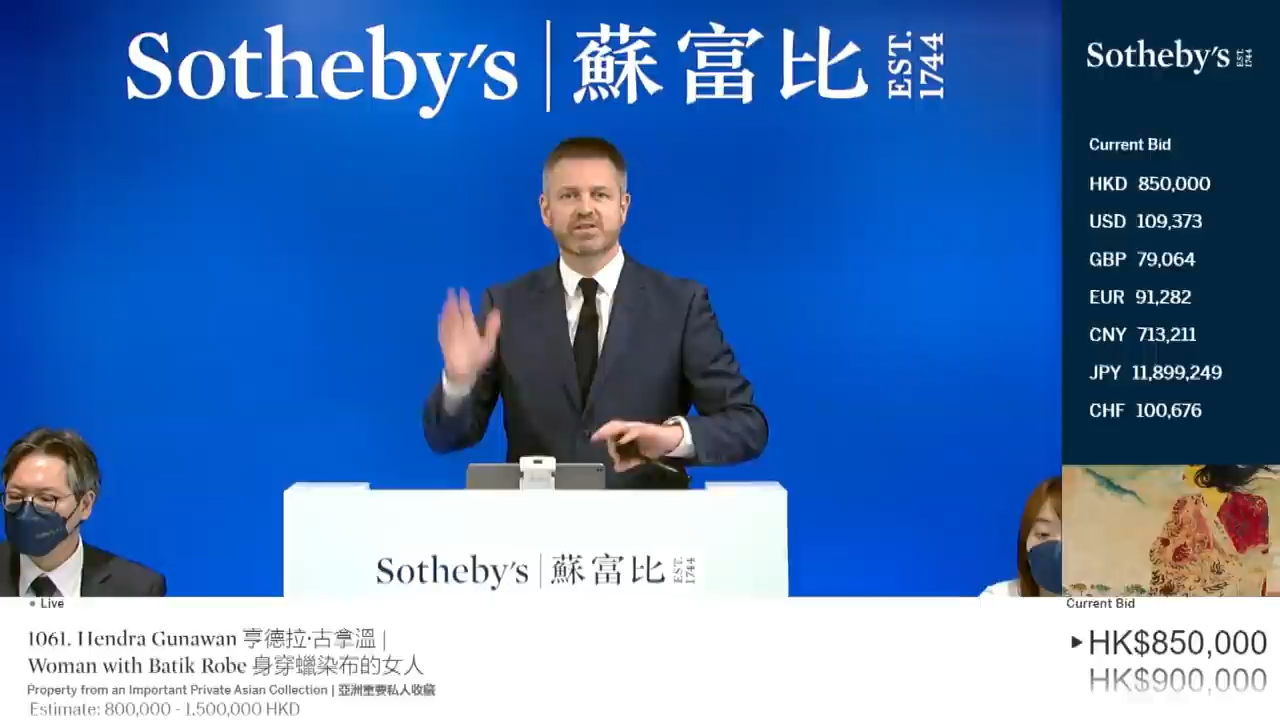 Sotheby's | 蘇富比 EST. 1744
Sotheby's EST. 1744
Current Bid
HKD 850,000
USD 109,373
GBP 79,064
EUR 91,282
CNY 713,211
JPY 11,899,249
CHF 100,676
Sotheby's | 蘇富比 EST. 1744
• Live
1061. Hendra Gunawan 亨德拉·古拿溫 |
Woman with Batik Robe 身穿蠟染布的女人
Property from an Important Private Asian Collection | 亞洲重要私人收藏
Estimate: 800,000 - 1,500,000 HKD
Current Bid
▸HK$850,000
HK$900,000